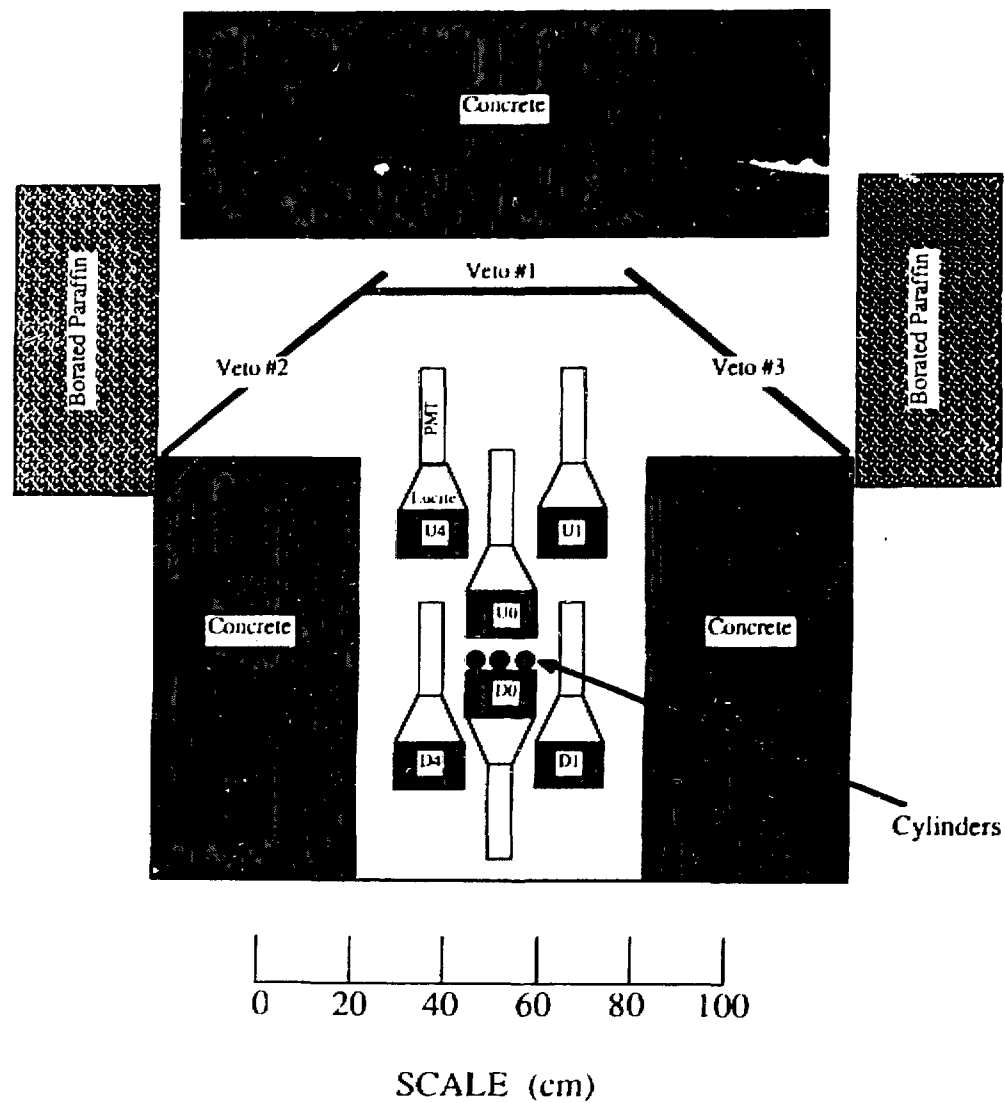 Concrete
Borated Paraffin
Borated Paraffin
Veto #1
Veto #2
Veto #3
PMT
Lucite
U4
U1
U0
Concrete
Concrete
D0
D4
D1
Cylinders
0 20 40 60 80 100
SCALE (cm)